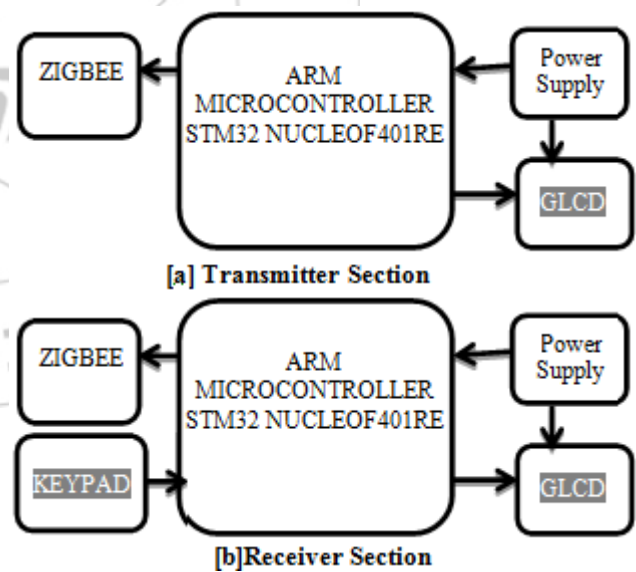 ZIGBEE
ARM
MICROCONTROLLER
STM32 NUCLEOF401RE
Power
Supply
GLCD
[a] Transmitter Section
ZIGBEE
ARM
MICROCONTROLLER
STM32 NUCLEOF401RE
Power
Supply
KEYPAD
GLCD
[b]Receiver Section